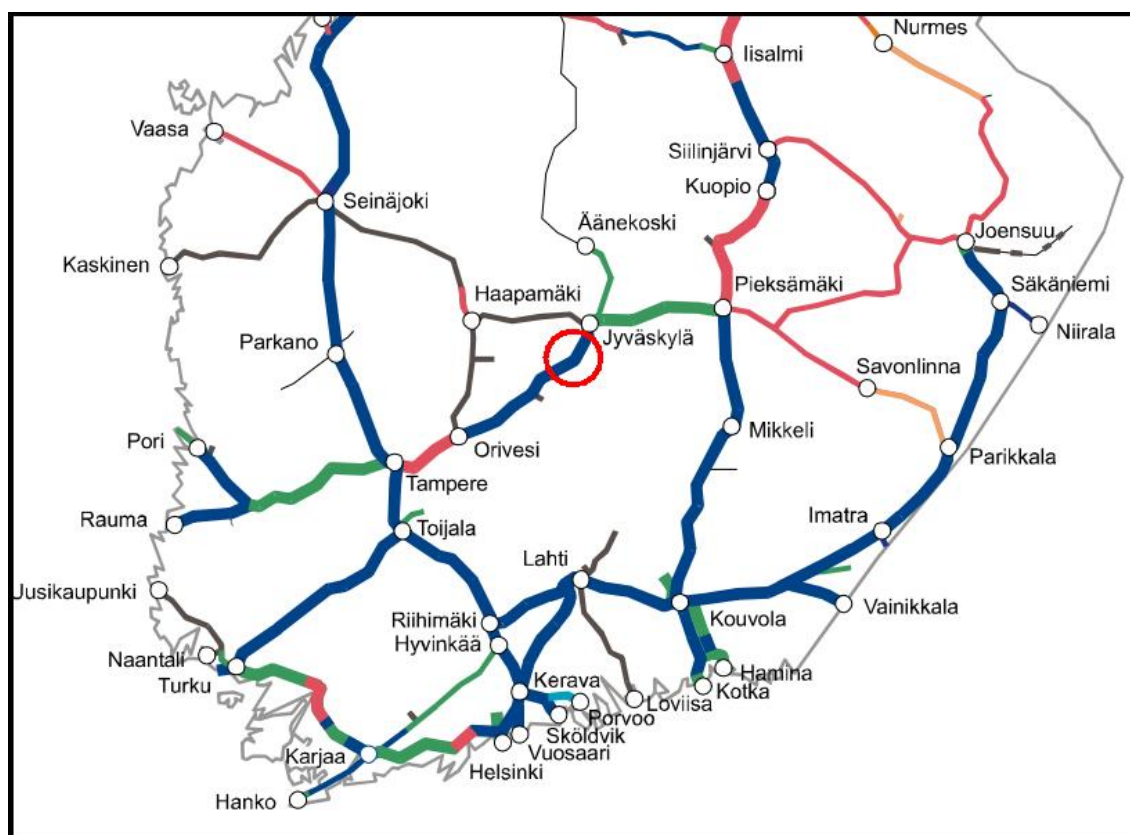 Nurmes
Iisalmi
Vaasa
Siilinjärvi
Kuopio
Seinäjoki
Äänekoski
Joensuu
Kaskinen
Säkäniemi
Haapamäki
Pieksämäki
Niirala
Jyväskylä
Parkano
Savonlinna
Mikkeli
Pori
Orivesi
Parikkala
Tampere
Rauma
Imatra
Toijala
Lahti
Uusikaupunki
Kouvola
Vainikkala
Riihimäki
Hyvinkää
Naantali
Hamina
Turku
Kerava
Loviisa
Kotka
Porvoo
Sköldvik
Vuosaari
Karjaa
Helsinki
Hanko